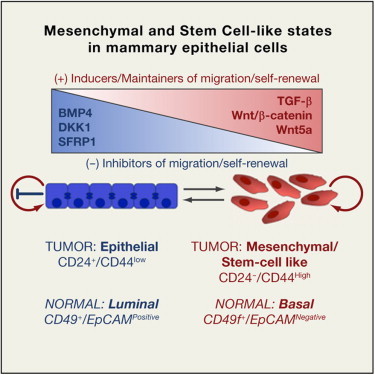 Mesenchymal and Stem Cell-like states
in mammary epithelial cells
(+) Inducers/Maintainers of migration/self-renewal
BMP4
DKK1
SFRP1
TGF-β
Wnt/β-catenin
Wnt5a
(−) Inhibitors of migration/self-renewal
TUMOR: Epithelial
CD24⁺/CD44ˡᵒʷ
TUMOR: Mesenchymal/
Stem-cell like
CD24⁻/CD44ᴴⁱᵍʰ
NORMAL: Luminal
CD49⁺/EpCAMᴾᵒˢⁱᵗⁱᵛᵉ
NORMAL: Basal
CD49f⁺/EpCAMᴺᵉᵍᵃᵗⁱᵛᵉ